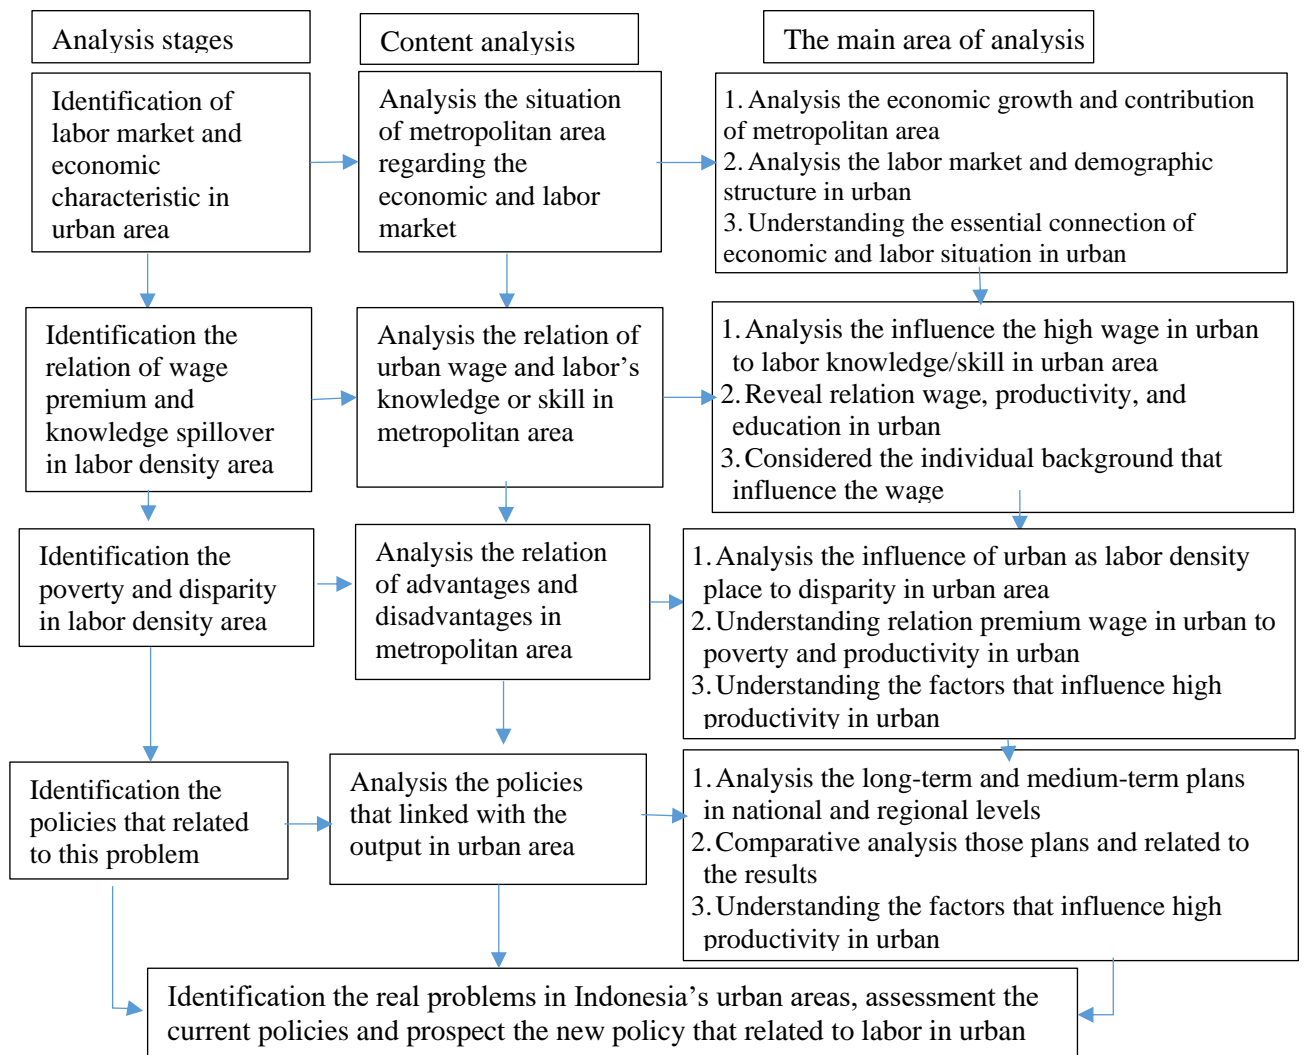 Analysis stages
Content analysis
The main area of analysis
Identification of
labor market and
economic
characteristic in
urban area
Analysis the situation
of metropolitan area
regarding the
economic and labor
market
1. Analysis the economic growth and contribution
of metropolitan area
2. Analysis the labor market and demographic
structure in urban
3. Understanding the essential connection of
economic and labor situation in urban
Identification the
relation of wage
premium and
knowledge spillover
in labor density area
Analysis the relation of
urban wage and labor’s
knowledge or skill in
metropolitan area
1. Analysis the influence the high wage in urban
to labor knowledge/skill in urban area
2. Reveal relation wage, productivity, and
education in urban
3. Considered the individual background that
influence the wage
Identification the
poverty and disparity
in labor density area
Analysis the relation
of advantages and
disadvantages in
metropolitan area
1. Analysis the influence of urban as labor density
place to disparity in urban area
2. Understanding relation premium wage in urban to
poverty and productivity in urban
3. Understanding the factors that influence high
productivity in urban
Identification the
policies that related
to this problem
Analysis the policies
that linked with the
output in urban area
1. Analysis the long-term and medium-term plans
in national and regional levels
2. Comparative analysis those plans and related to
the results
3. Understanding the factors that influence high
productivity in urban
Identification the real problems in Indonesia’s urban areas, assessment the
current policies and prospect the new policy that related to labor in urban